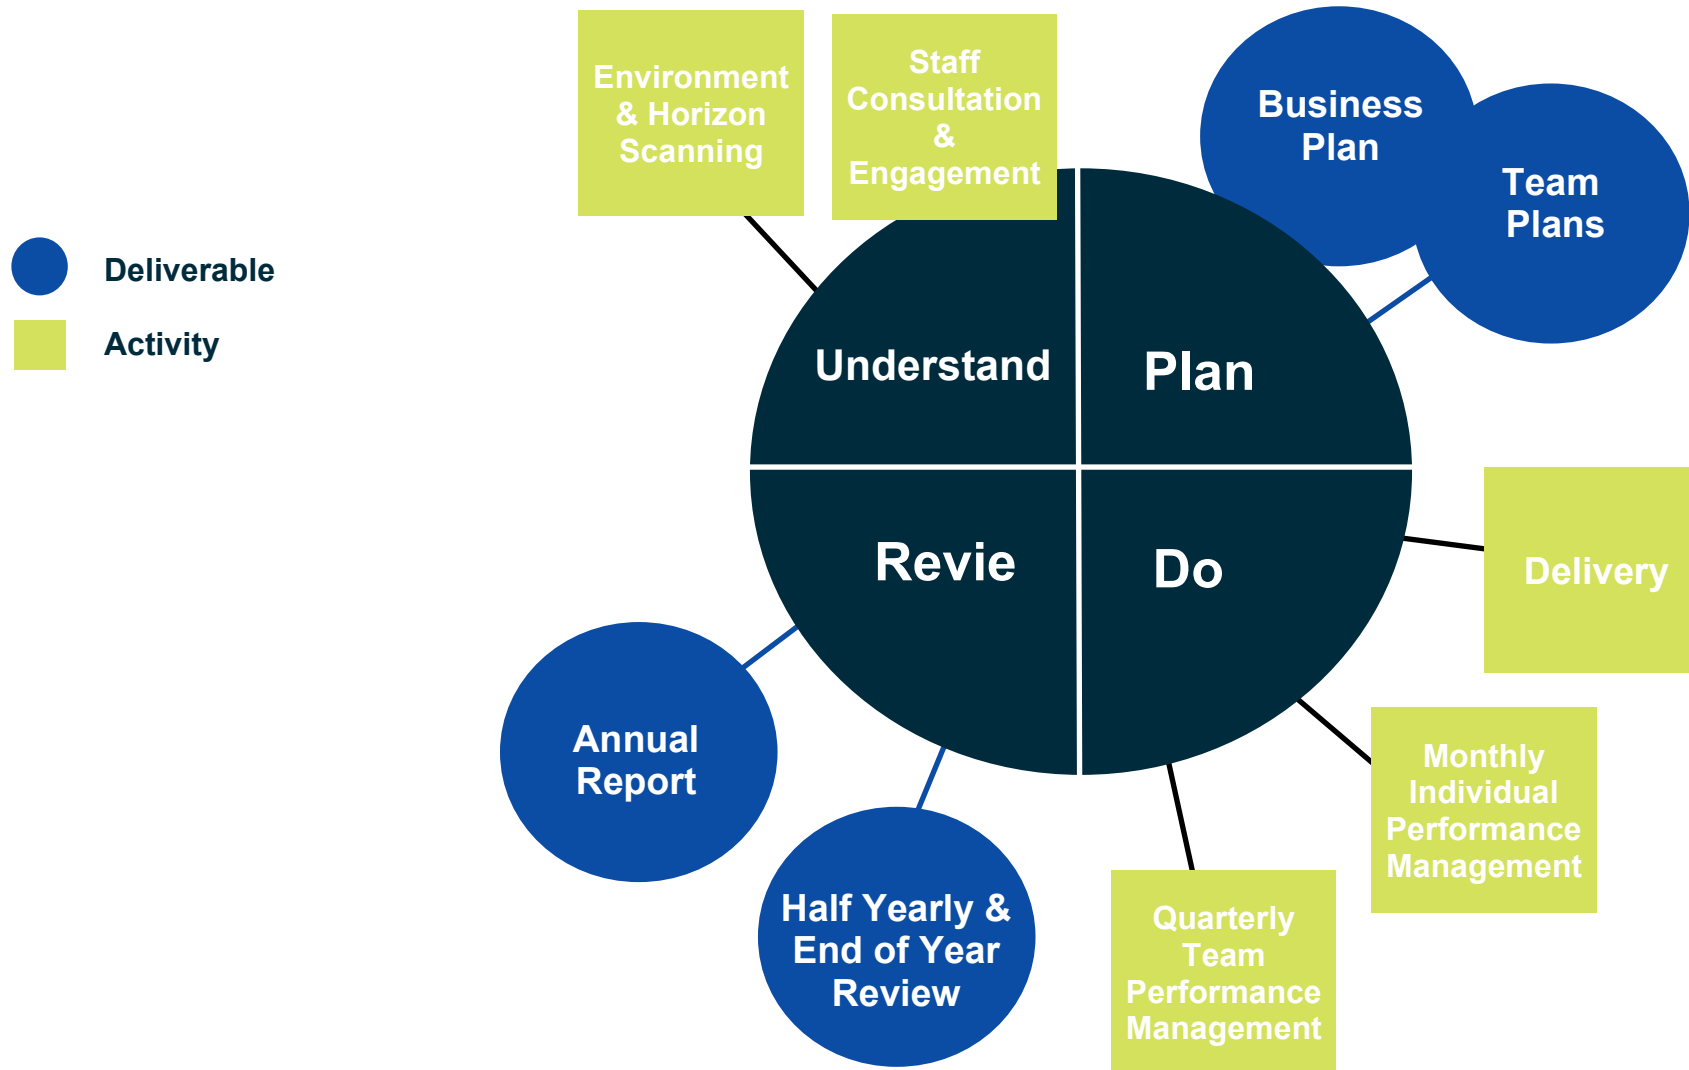 Environment
& Horizon
Scanning
Staff
Consultation
&
Engagement
Business
Plan
Team
Plans
Deliverable
Activity
Understand
Plan
Revie
Do
Delivery
Annual
Report
Monthly
Individual
Performance
Management
Half Yearly &
End of Year
Review
Quarterly
Team
Performance
Management